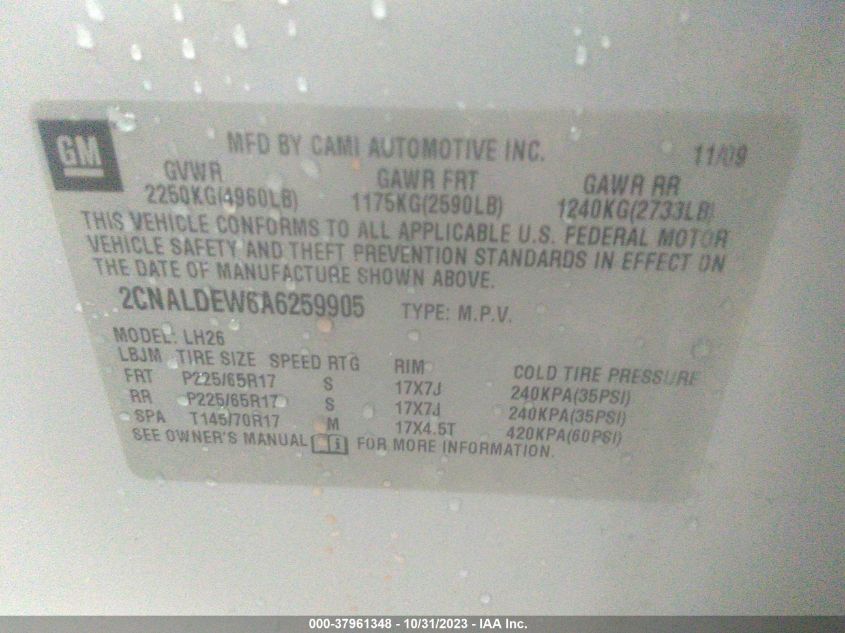 GM
MFD BY CAMI AUTOMOTIVE INC. 11/09
GVWR GAWR FRT GAWR RR
2250KG(4960LB) 1175KG(2590LB) 1240KG(2733LB)
THIS VEHICLE CONFORMS TO ALL APPLICABLE U.S. FEDERAL MOTOR
VEHICLE SAFETY AND THEFT PREVENTION STANDARDS IN EFFECT ON
THE DATE OF MANUFACTURE SHOWN ABOVE.
2CNALDEW6A6259905 TYPE: M.P.V.
MODEL: LH26
LBJM TIRE SIZE SPEED RTG RIM COLD TIRE PRESSURE
FRT P225/65R17 S 17X7J 240KPA(35PSI)
RR P225/65R17 S 17X7J 240KPA(35PSI)
SPA T145/70R17 M 17X4.5T 420KPA(60PSI)
SEE OWNER'S MANUAL i FOR MORE INFORMATION.
000-37961348 - 10/31/2023 - IAA Inc.